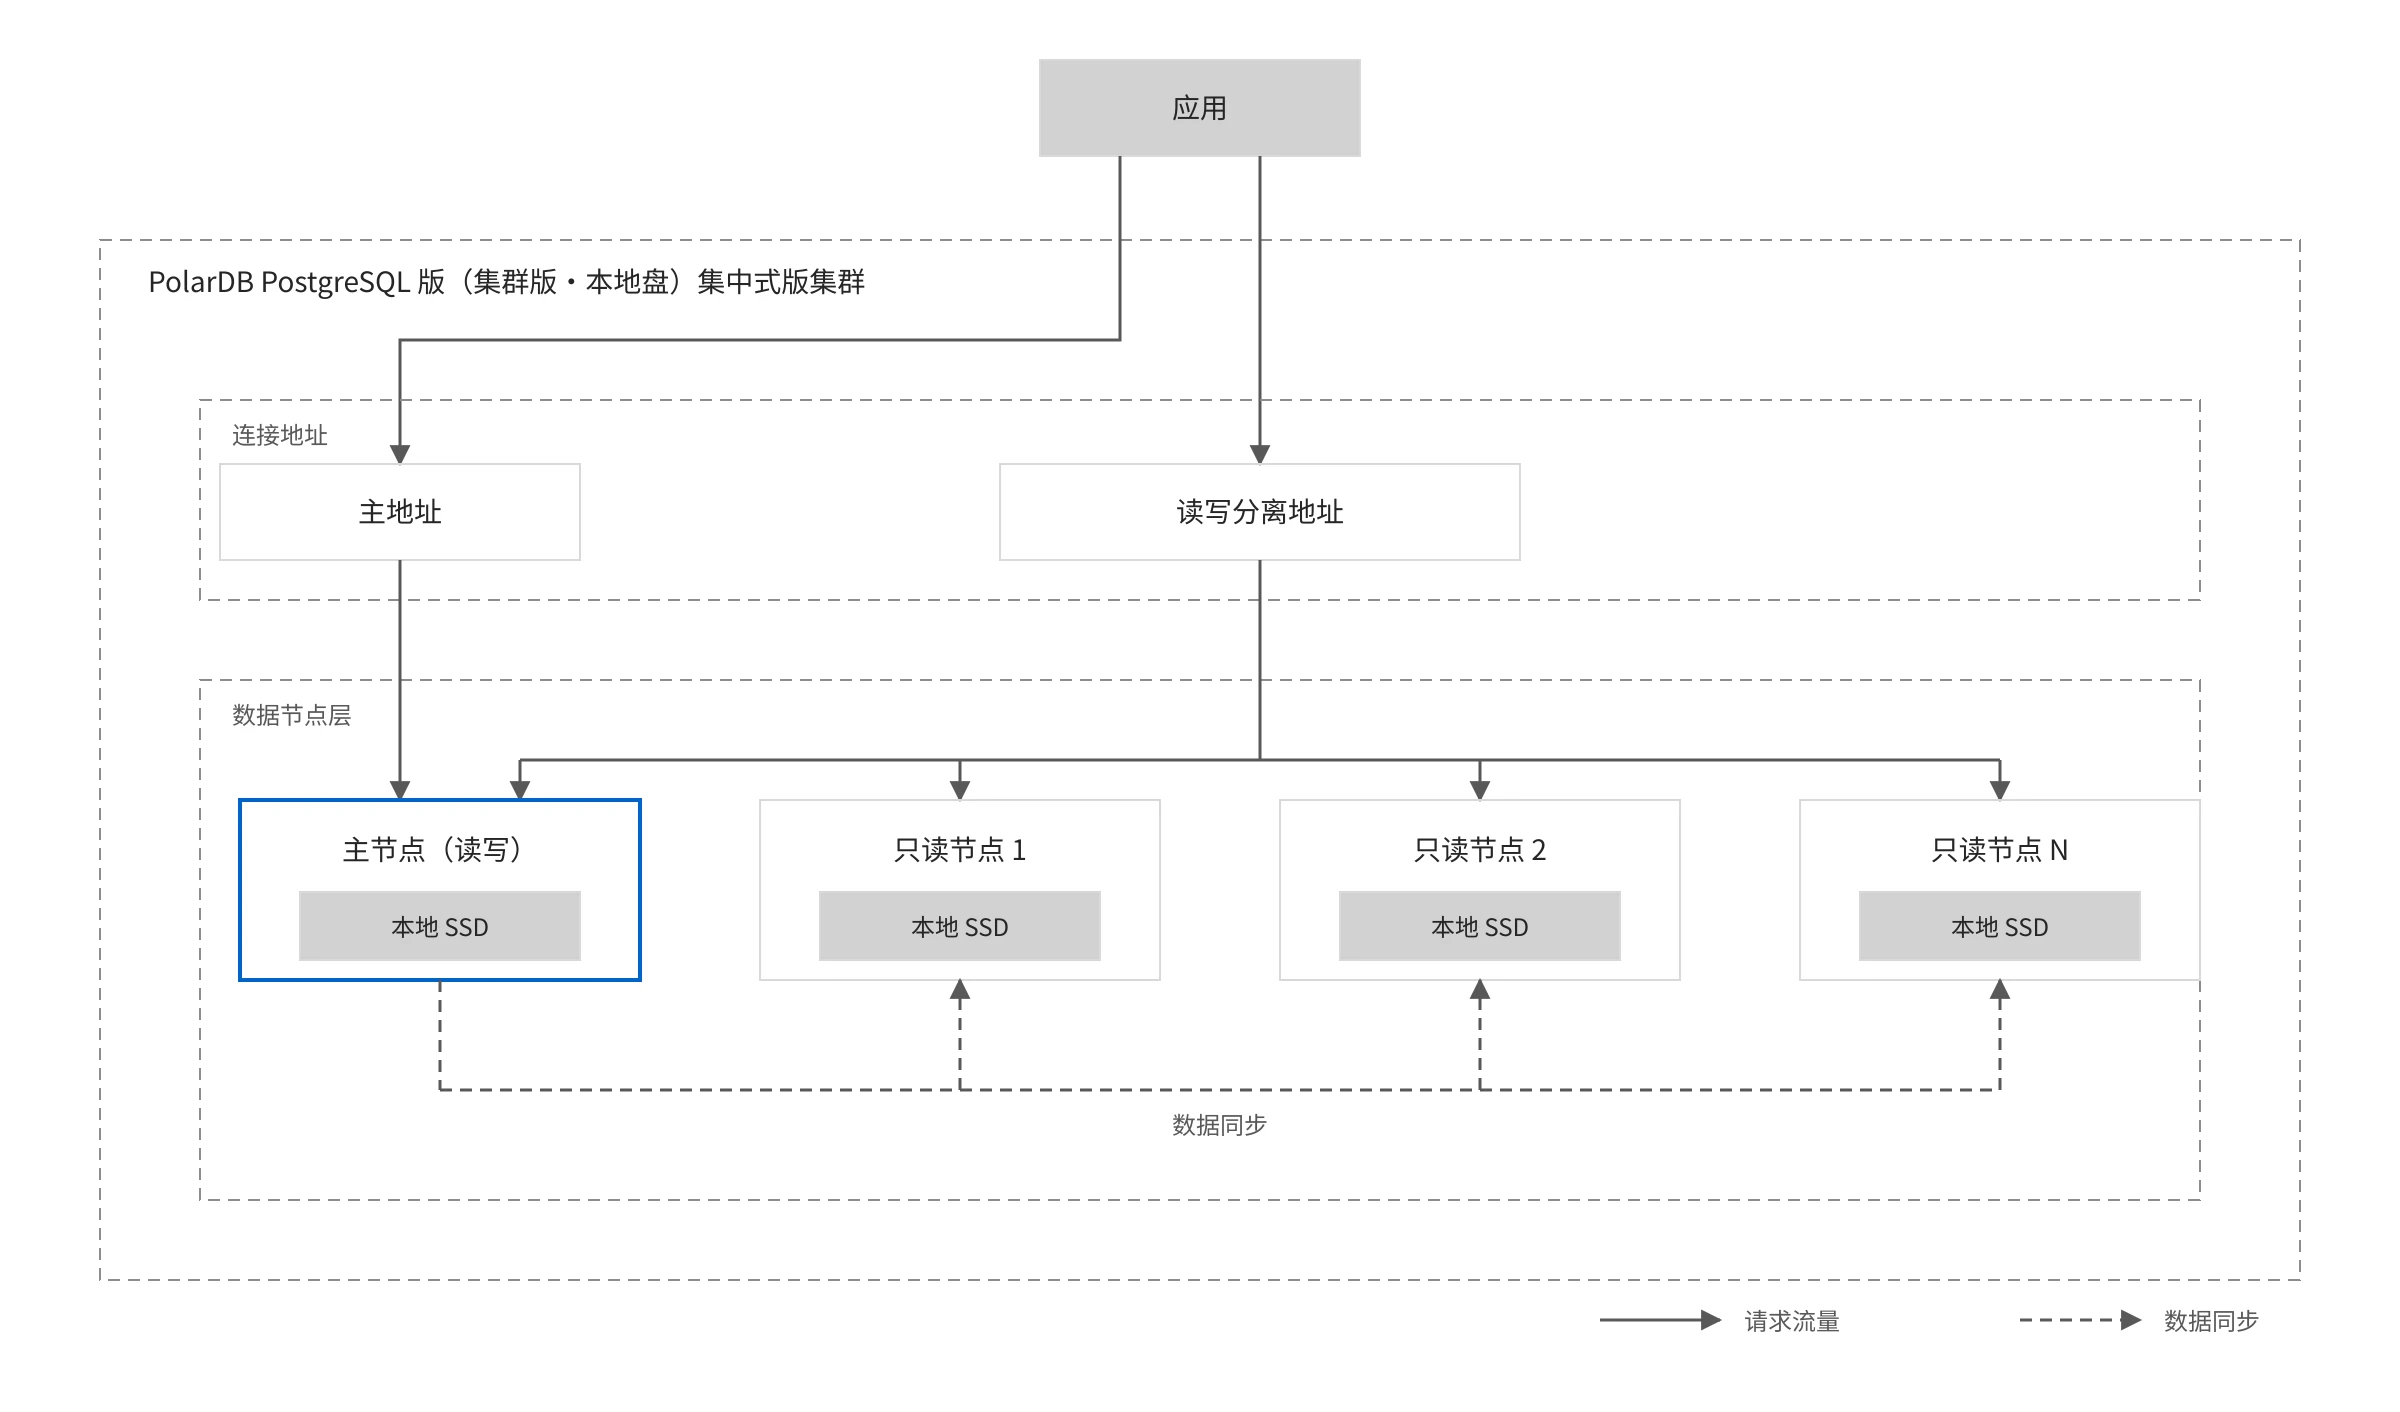 应用
PolarDB PostgreSQL 版（集群版・本地盘）集中式版集群
连接地址
主地址
读写分离地址
数据节点层
主节点（读写）
只读节点 1
只读节点 2
只读节点 N
本地 SSD
本地 SSD
本地 SSD
本地 SSD
数据同步
请求流量
数据同步